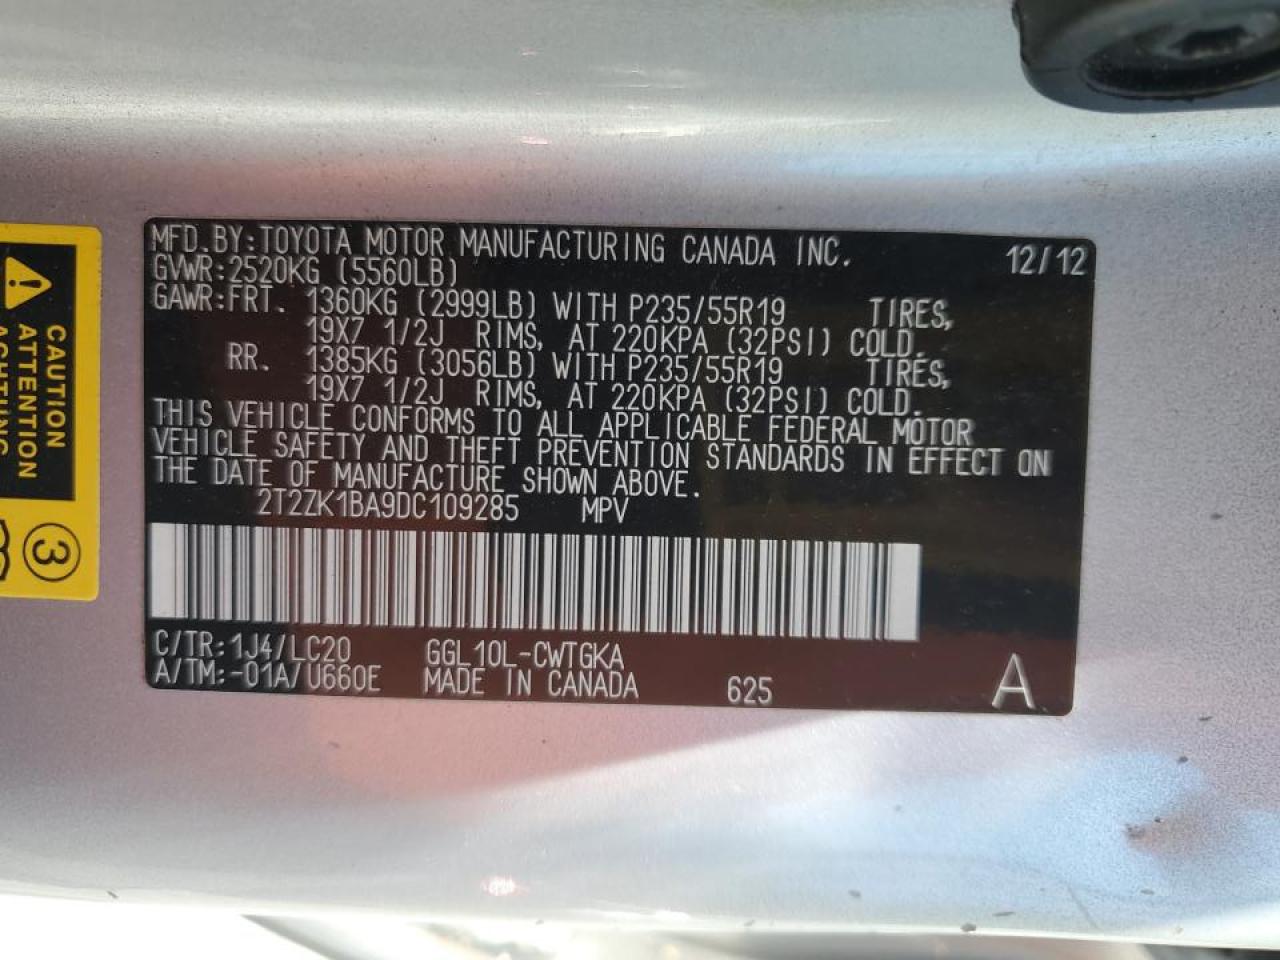 MFD.BY:TOYOTA MOTOR MANUFACTURING CANADA INC. 12/12
GVWR:2520KG (5560LB)
GAWR:FRT. 1360KG (2999LB) WITH P235/55R19 TIRES,
19X7 1/2J RIMS, AT 220KPA (32PSI) COLD.
RR. 1385KG (3056LB) WITH P235/55R19 TIRES,
19X7 1/2J RIMS, AT 220KPA (32PSI) COLD.
THIS VEHICLE CONFORMS TO ALL APPLICABLE FEDERAL MOTOR
VEHICLE SAFETY AND THEFT PREVENTION STANDARDS IN EFFECT ON
THE DATE OF MANUFACTURE SHOWN ABOVE.
2T2ZK1BA9DC109285 MPV
C/TR:1J4/LC20 GGL10L-CWTGKA
A/TM:-01A/U660E MADE IN CANADA 625 A
CAUTION
ATTENTION
3